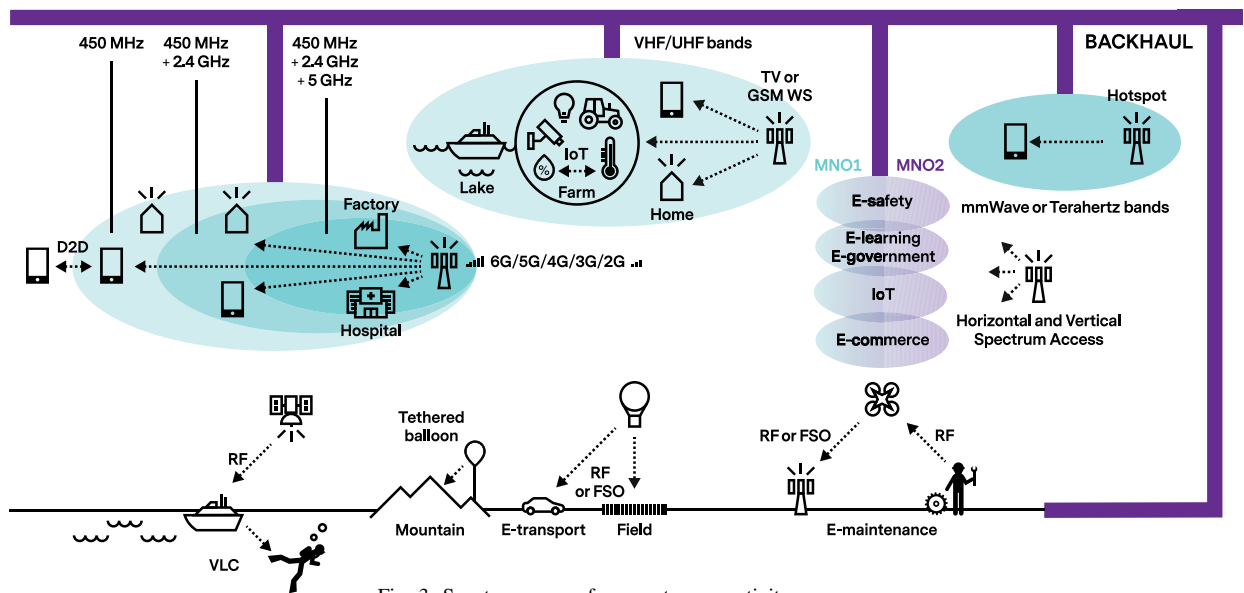 450 MHz
450 MHz
+ 2.4 GHz
450 MHz
+ 2.4 GHz
+ 5 GHz
VHF/UHF bands
BACKHAUL
TV or
GSM WS
Hotspot
IoT
%
Lake
Farm
Home
MNO1
MNO2
E-safety
E-learning
E-government
IoT
E-commerce
mmWave or Terahertz bands
Factory
D2D
6G/5G/4G/3G/2G
Hospital
Horizontal and Vertical
Spectrum Access
Tethered
balloon
RF
RF
or FSO
RF or FSO
RF
Mountain
E-transport
Field
E-maintenance
VLC